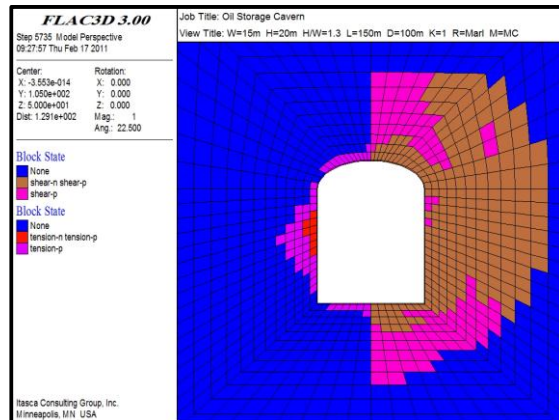 FLAC3D 3.00
Step 5735 Model Perspective
09:27:57 Thu Feb 17 2011
Center:
X: -3.553e-014
Y: 1.050e+002
Z: 5.000e+001
Dist: 1.291e+002
Rotation:
X: 0.000
Y: 0.000
Z: 0.000
Mag.: 1
Ang.: 22.500
Block State
None
shear-n shear-p
shear-p
Block State
None
tension-n tension-p
tension-p
Itasca Consulting Group, Inc.
Minneapolis, MN USA
Job Title: Oil Storage Cavern
View Title: W=15m H=20m H/W=1.3 L=150m D=100m K=1 R=Marl M=MC